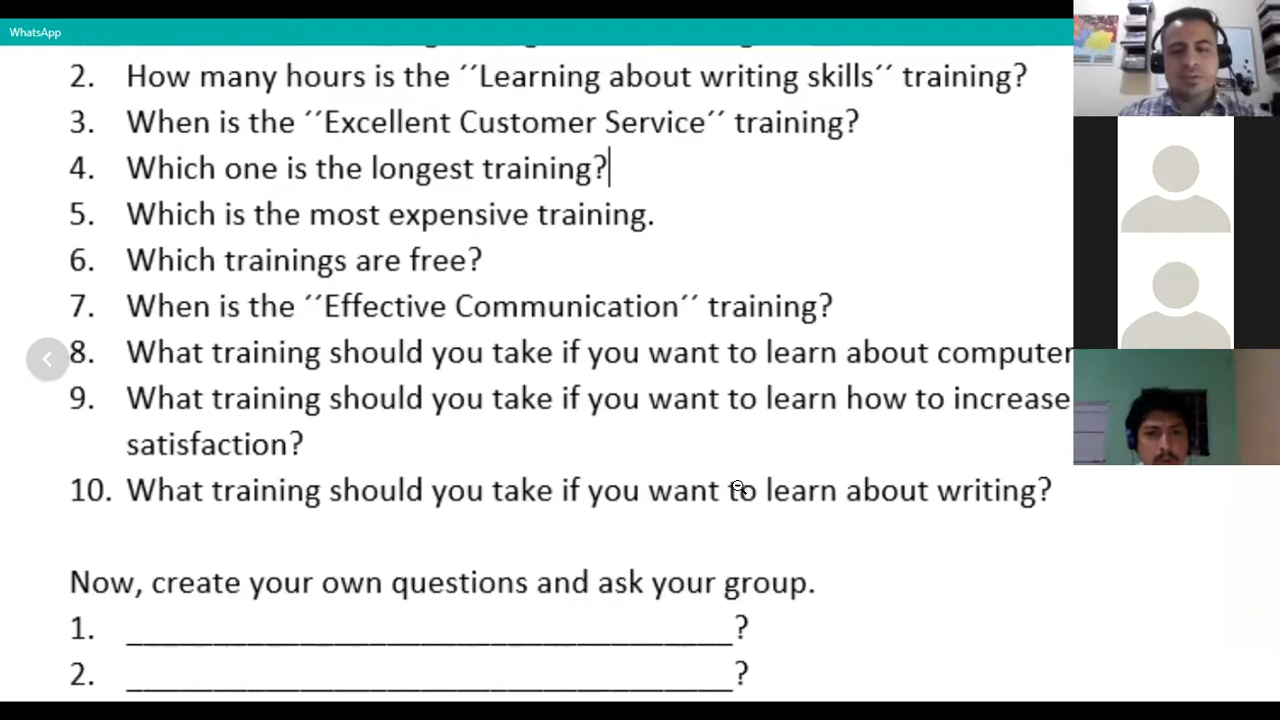 WhatsApp
2. How many hours is the ´´Learning about writing skills´´ training?
3. When is the ´´Excellent Customer Service´´ training?
4. Which one is the longest training?
5. Which is the most expensive training.
6. Which trainings are free?
7. When is the ´´Effective Communication´´ training?
8. What training should you take if you want to learn about computer
9. What training should you take if you want to learn how to increase
satisfaction?
10. What training should you take if you want to learn about writing?
Now, create your own questions and ask your group.
1. ___________________________________?
2. ___________________________________?